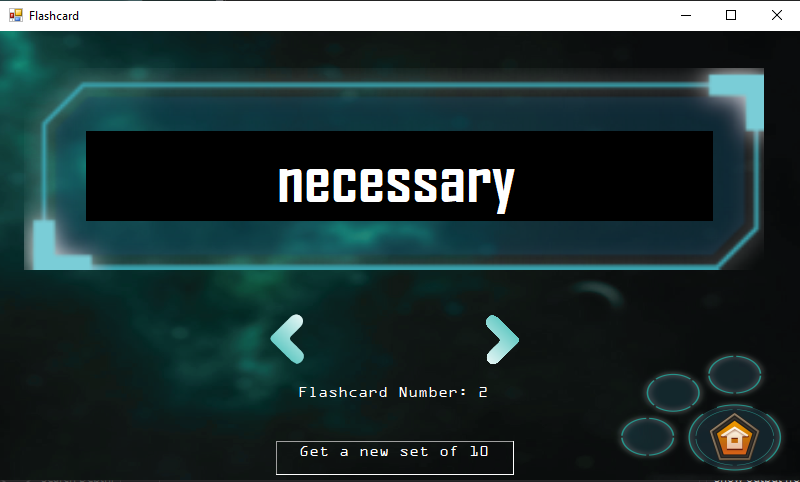 Flashcard
necessary
Flashcard Number: 2
Get a new set of 10